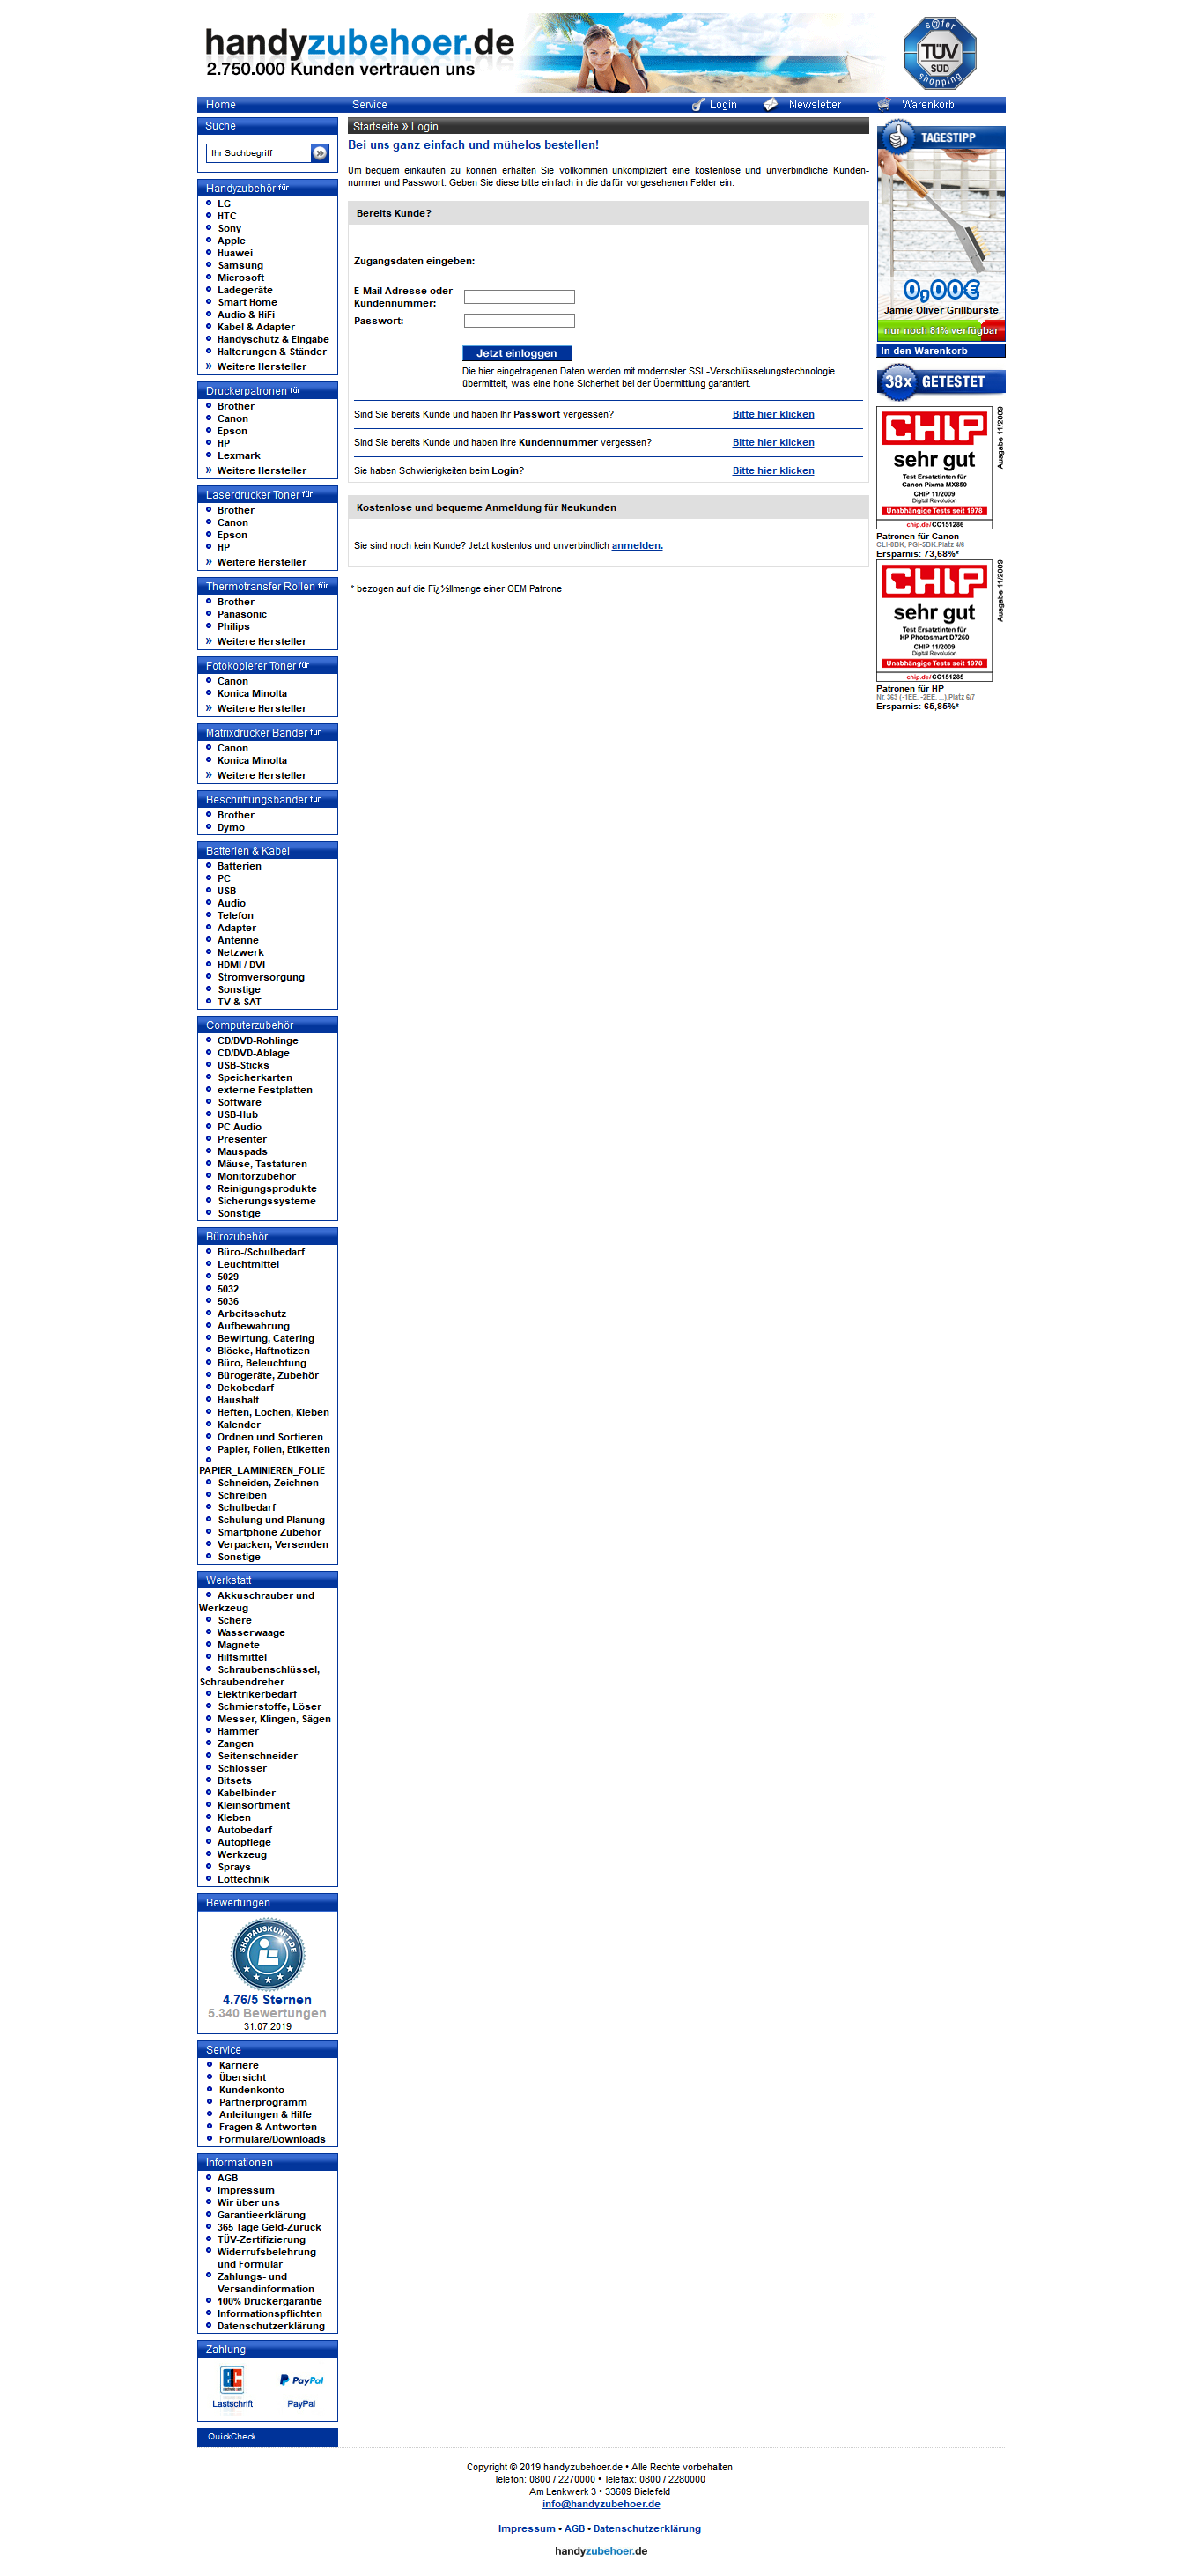 handyzubehoer.de
2.750.000 Kunden vertrauen uns
s@fer
TÜV
SÜD
shopping
Home
Service
Login
Newsletter
Warenkorb
Suche
Ihr Suchbegriff
Handyzubehör für
LG
HTC
Sony
Apple
Huawei
Samsung
Microsoft
Ladegeräte
Smart Home
Audio & HiFi
Kabel & Adapter
Handyschutz & Eingabe
Halterungen & Ständer
» Weitere Hersteller
Druckerpatronen für
Brother
Canon
Epson
HP
Lexmark
» Weitere Hersteller
Laserdrucker Toner für
Brother
Canon
Epson
HP
» Weitere Hersteller
Thermotransfer Rollen für
Brother
Panasonic
Philips
» Weitere Hersteller
Fotokopierer Toner für
Canon
Konica Minolta
» Weitere Hersteller
Matrixdrucker Bänder für
Canon
Konica Minolta
» Weitere Hersteller
Beschriftungsbänder für
Brother
Dymo
Batterien & Kabel
Batterien
PC
USB
Audio
Telefon
Adapter
Antenne
Netzwerk
HDMI / DVI
Stromversorgung
Sonstige
TV & SAT
Computerzubehör
CD/DVD-Rohlinge
CD/DVD-Ablage
USB-Sticks
Speicherkarten
externe Festplatten
Software
USB-Hub
PC Audio
Presenter
Mauspads
Mäuse, Tastaturen
Monitorzubehör
Reinigungsprodukte
Sicherungssysteme
Sonstige
Bürozubehör
Büro-/Schulbedarf
Leuchtmittel
5029
5032
5036
Arbeitsschutz
Aufbewahrung
Bewirtung, Catering
Blöcke, Haftnotizen
Büro, Beleuchtung
Bürogeräte, Zubehör
Dekobedarf
Haushalt
Heften, Lochen, Kleben
Kalender
Ordnen und Sortieren
Papier, Folien, Etiketten
PAPIER_LAMINIEREN_FOLIE
Schneiden, Zeichnen
Schreiben
Schulbedarf
Schulung und Planung
Smartphone Zubehör
Verpacken, Versenden
Sonstige
Werkstatt
Akkuschrauber und
Werkzeug
Schere
Wasserwaage
Magnete
Hilfsmittel
Schraubenschlüssel,
Schraubendreher
Elektrikerbedarf
Schmierstoffe, Löser
Messer, Klingen, Sägen
Hammer
Zangen
Seitenschneider
Schlösser
Bitsets
Kabelbinder
Kleinsortiment
Kleben
Autobedarf
Autopflege
Werkzeug
Sprays
Löttechnik
Bewertungen
SHOPAUSKUNFT.DE
4.76/5 Sternen
5.340 Bewertungen
31.07.2019
Service
Karriere
Übersicht
Kundenkonto
Partnerprogramm
Anleitungen & Hilfe
Fragen & Antworten
Formulare/Downloads
Informationen
AGB
Impressum
Wir über uns
Garantieerklärung
365 Tage Geld-Zurück
TÜV-Zertifizierung
Widerrufsbelehrung
und Formular
Zahlungs- und
Versandinformation
100% Druckergarantie
Informationspflichten
Datenschutzerklärung
Zahlung
Lastschrift
PayPal
PayPal
QuickCheck
Startseite » Login
Bei uns ganz einfach und mühelos bestellen!
Um bequem einkaufen zu können erhalten Sie vollkommen unkompliziert eine kostenlose und unverbindliche Kunden-
nummer und Passwort. Geben Sie diese bitte einfach in die dafür vorgesehenen Felder ein.
Bereits Kunde?
Zugangsdaten eingeben:
E-Mail Adresse oder
Kundennummer:
Passwort:
Jetzt einloggen
Die hier eingetragenen Daten werden mit modernster SSL-Verschlüsselungstechnologie
übermittelt, was eine hohe Sicherheit bei der Übermittlung garantiert.
Sind Sie bereits Kunde und haben Ihr Passwort vergessen? Bitte hier klicken
Sind Sie bereits Kunde und haben Ihre Kundennummer vergessen? Bitte hier klicken
Sie haben Schwierigkeiten beim Login? Bitte hier klicken
Kostenlose und bequeme Anmeldung für Neukunden
Sie sind noch kein Kunde? Jetzt kostenlos und unverbindlich anmelden.
* bezogen auf die Fï¿½llmenge einer OEM Patrone
TAGESTIPP
0,00€
Jamie Oliver Grillbürste
nur noch 81% verfügbar
In den Warenkorb
38x GETESTET
CHIP
sehr gut
Test Ersatztinten für
Canon Pixma MX850
CHIP 11/2009
Digital Revolution
Unabhängige Tests seit 1978
chip.de/CC151286
Ausgabe 11/2009
Patronen für Canon
CLI-8BK, PGI-5BK.Platz 4/6
Ersparnis: 73,68%*
CHIP
sehr gut
Test Ersatztinten für
HP Photosmart D7260
CHIP 11/2009
Digital Revolution
Unabhängige Tests seit 1978
chip.de/CC151285
Ausgabe 11/2009
Patronen für HP
Nr. 363 (-1EE, -2EE, ...).Platz 6/7
Ersparnis: 65,85%*
Copyright © 2019 handyzubehoer.de • Alle Rechte vorbehalten
Telefon: 0800 / 2270000 • Telefax: 0800 / 2280000
Am Lenkwerk 3 • 33609 Bielefeld
info@handyzubehoer.de
Impressum • AGB • Datenschutzerklärung
handyzubehoer.de